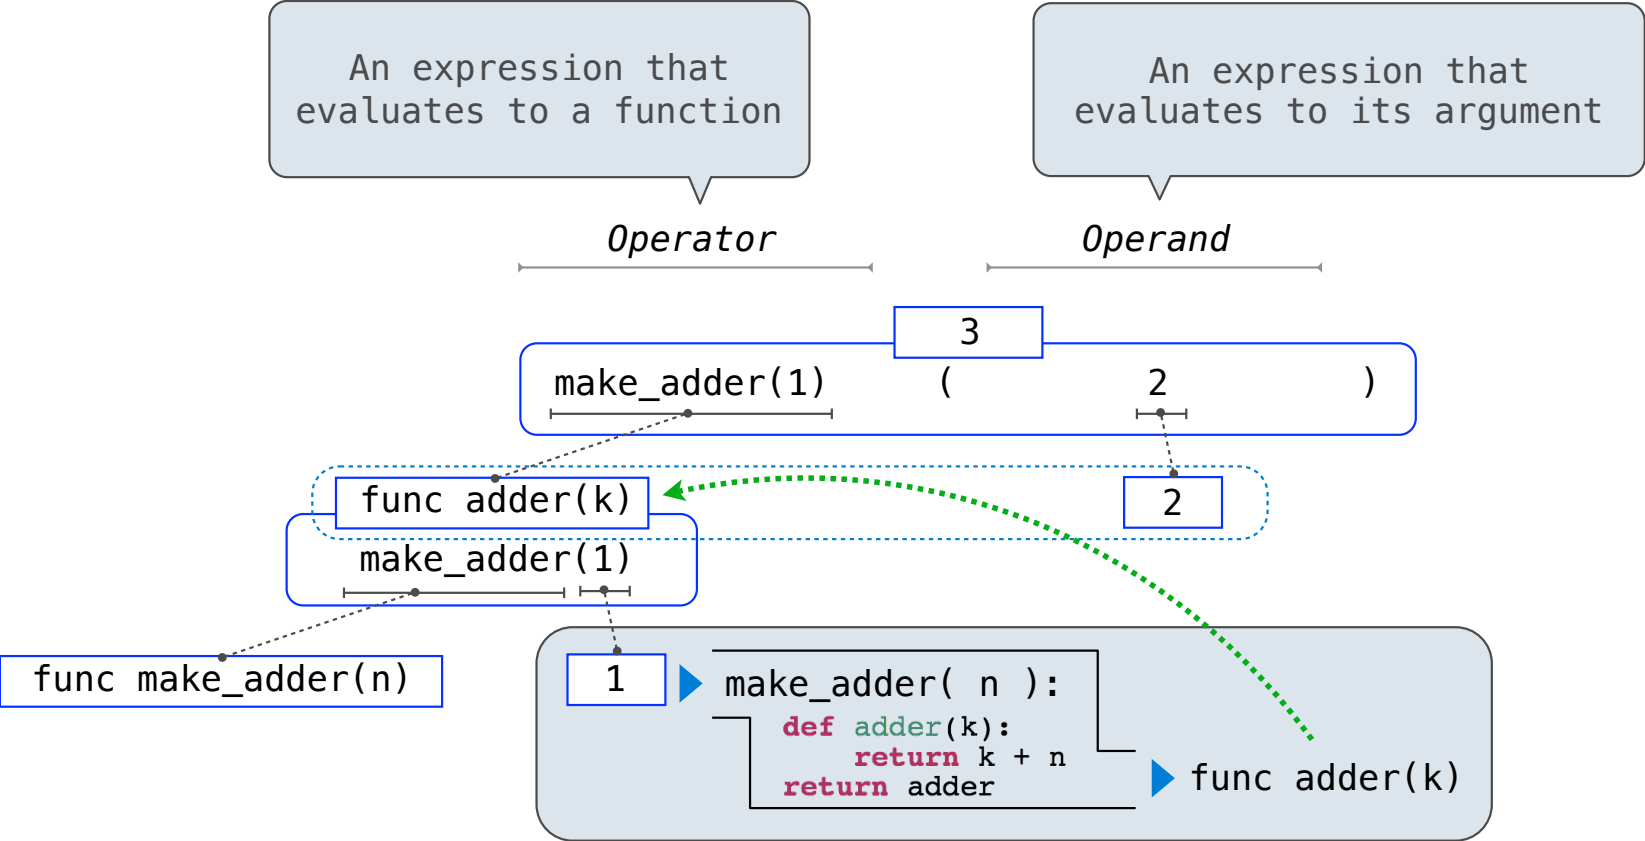 An expression that
evaluates to a function
An expression that
evaluates to its argument
Operator
Operand
3
make_adder(1) ( 2 )
func adder(k)
2
make_adder(1)
func make_adder(n)
1
make_adder( n ):
def adder(k):
return k + n
return adder
func adder(k)